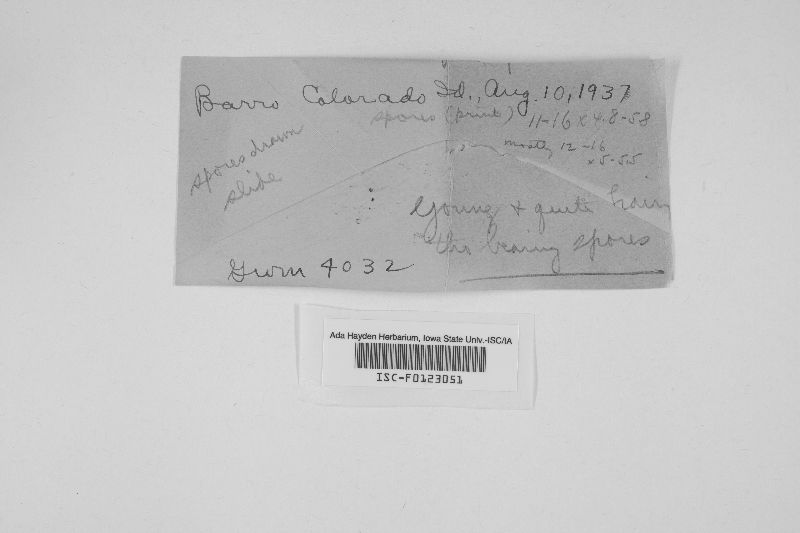 Barro Colorado Id., Aug. 10, 1937
spores (print) 11-16 x 4.8-5.8
mostly 12-16
x 5-5.5
spores drawn
slide
Young & quite hairy
tho bearing spores
GWM 4032
Ada Hayden Herbarium, Iowa State Univ.-ISC/IA
ISC-F0123051